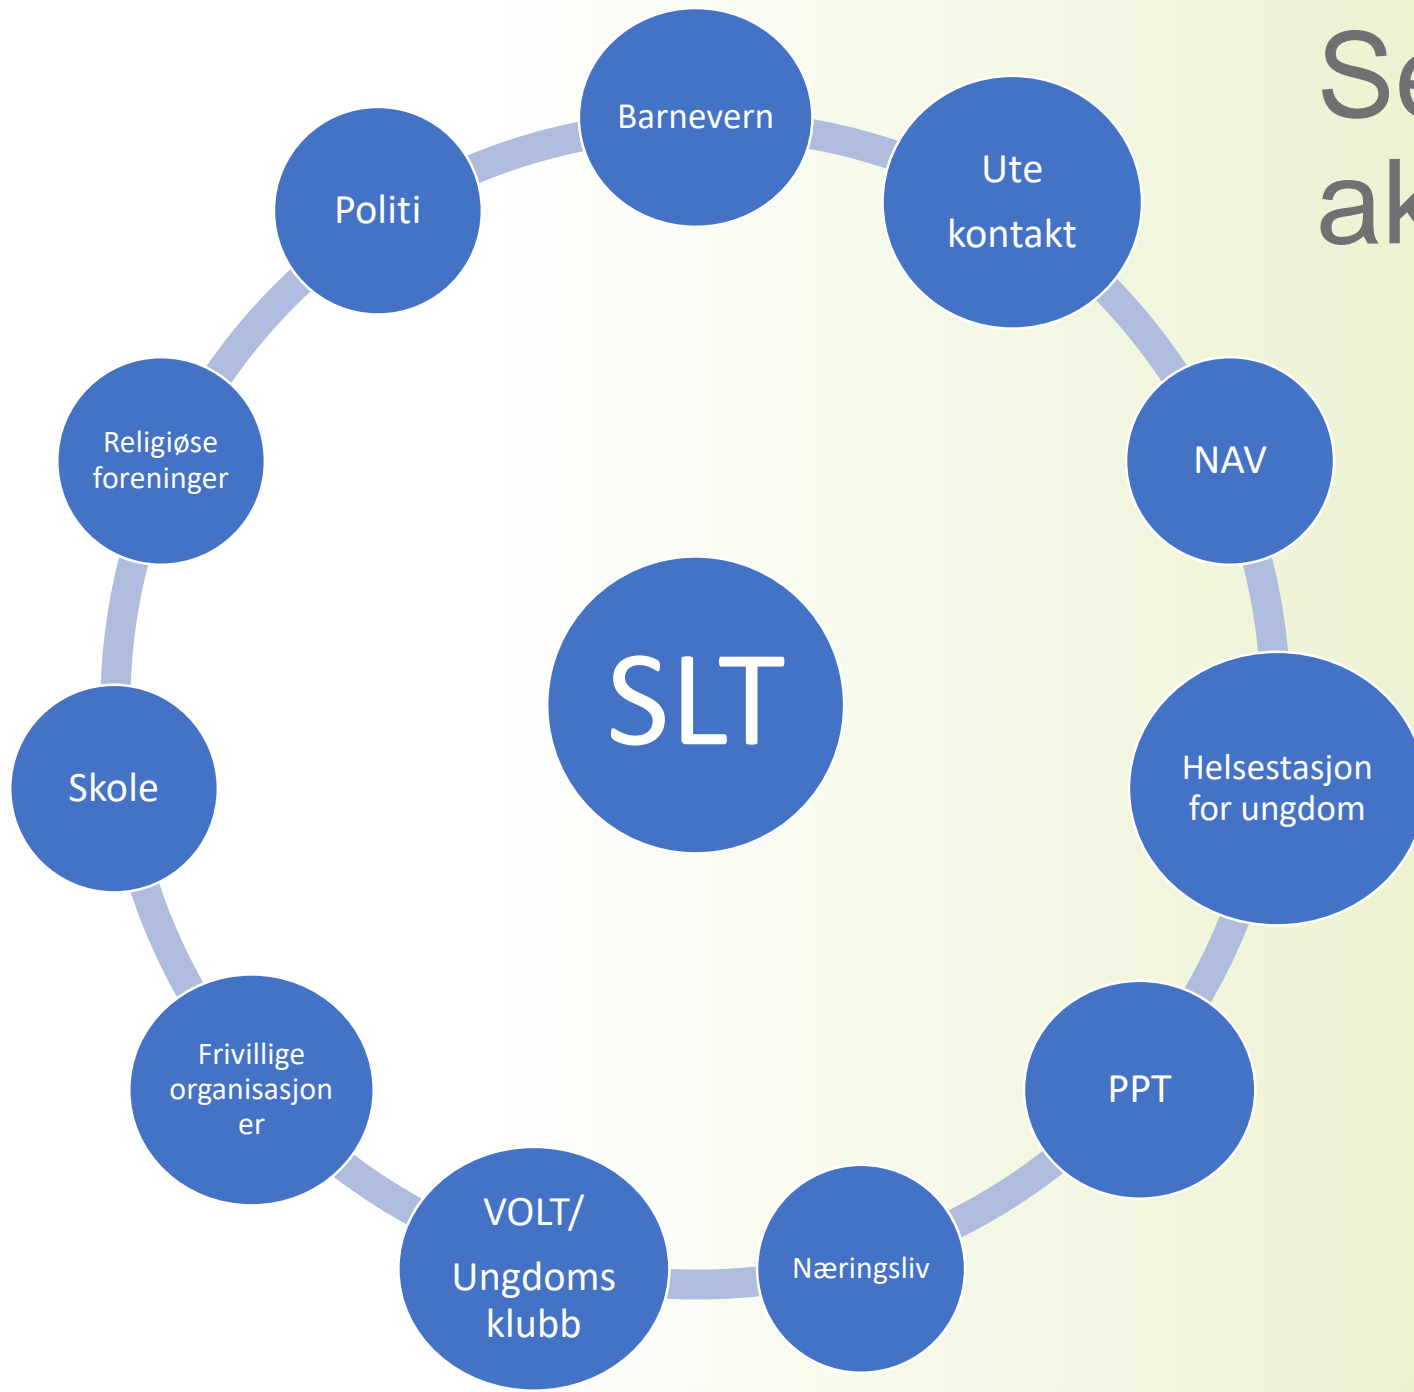 Barnevern
Ute
kontakt
NAV
Helsestasjon
for ungdom
PPT
Næringsliv
VOLT/
Ungdoms
klubb
Frivillige
organisasjon
er
Skole
Religiøse
foreninger
Politi
SLT